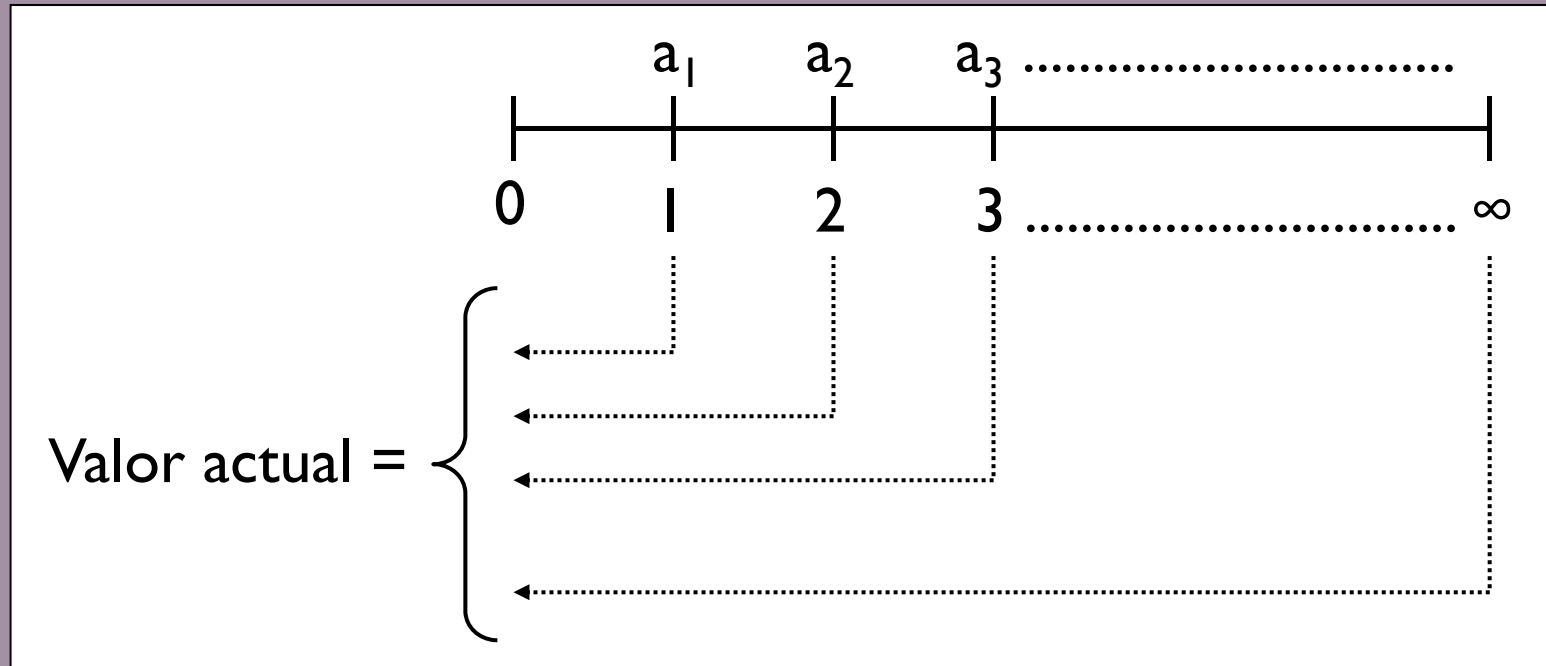 a₁ a₂ a₃ ...............................
0 1 2 3 ............................... ∞
Valor actual =